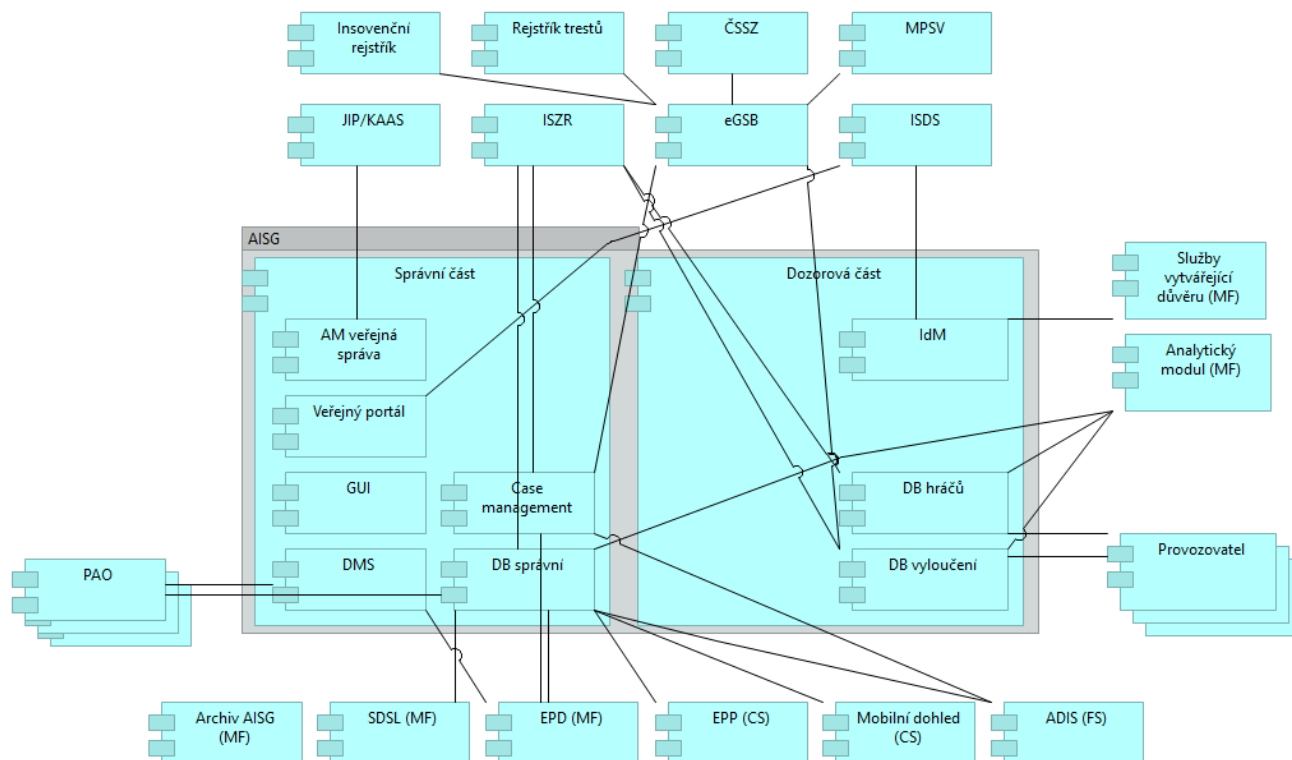 Insovenční
rejstřík
Rejstřík trestů
ČSSZ
MPSV
JIP/KAAS
ISZR
eGSB
ISDS
AISG
Správní část
Dozorová část
Služby
vytvářející
důvěru (MF)
AM veřejná
správa
IdM
Analytický
modul (MF)
Veřejný portál
GUI
Case
management
DB hráčů
PAO
DMS
DB správní
DB vyloučení
Provozovatel
Archiv AISG
(MF)
SDSL (MF)
EPD (MF)
EPP (CS)
Mobilní dohled
(CS)
ADIS (FS)